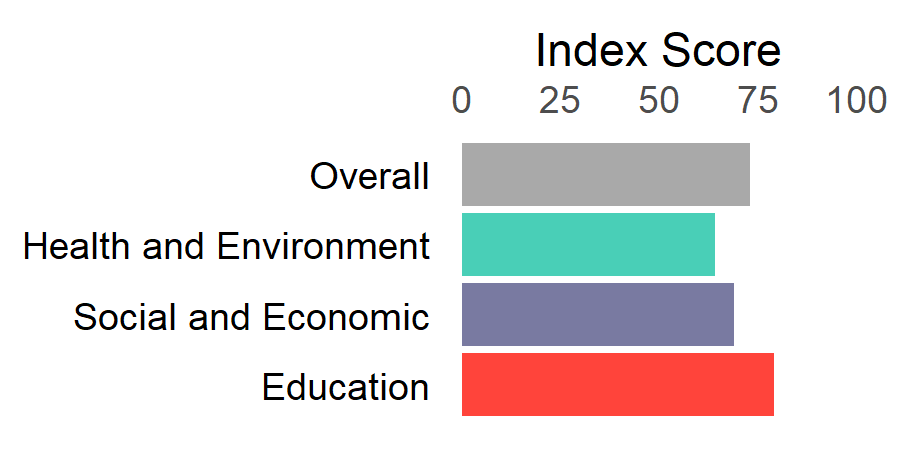 Index Score
0 25 50 75 100
Overall
Health and Environment
Social and Economic
Education